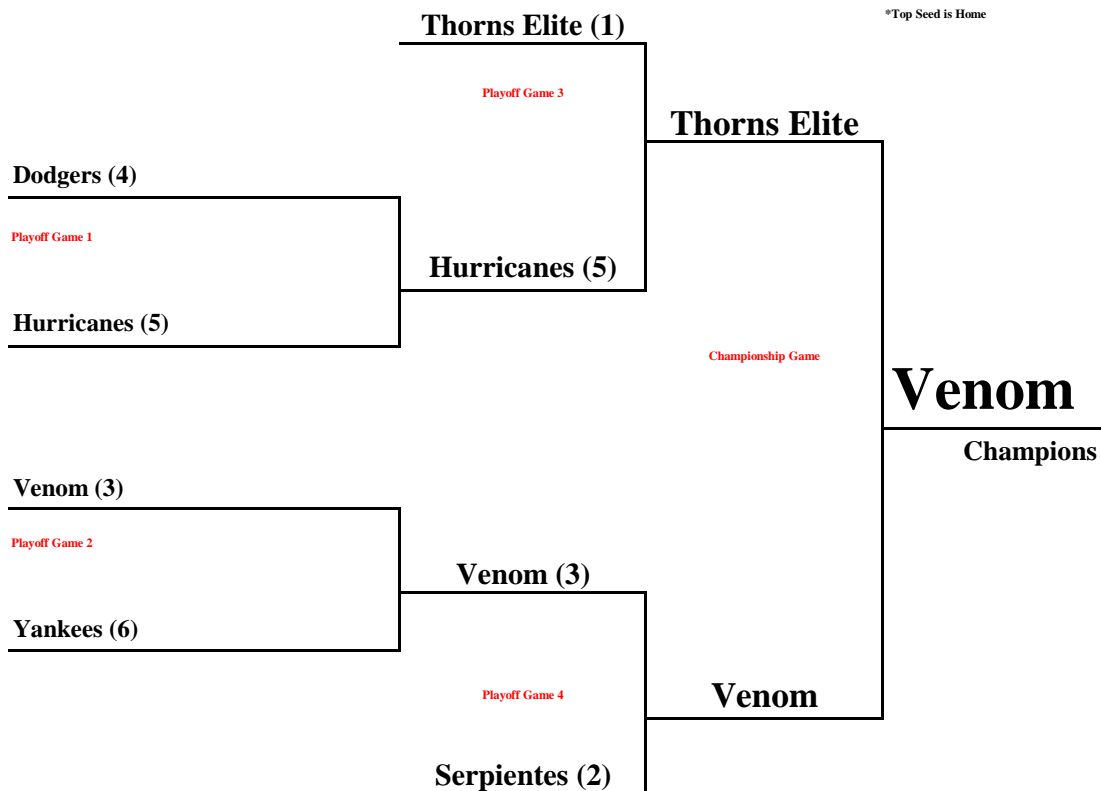 *Top Seed is Home
Thorns Elite (1)
Playoff Game 3
Thorns Elite
Dodgers (4)
Playoff Game 1
Hurricanes (5)
Hurricanes (5)
Championship Game
Venom
Champions
Venom (3)
Playoff Game 2
Venom (3)
Yankees (6)
Playoff Game 4
Venom
Serpientes (2)